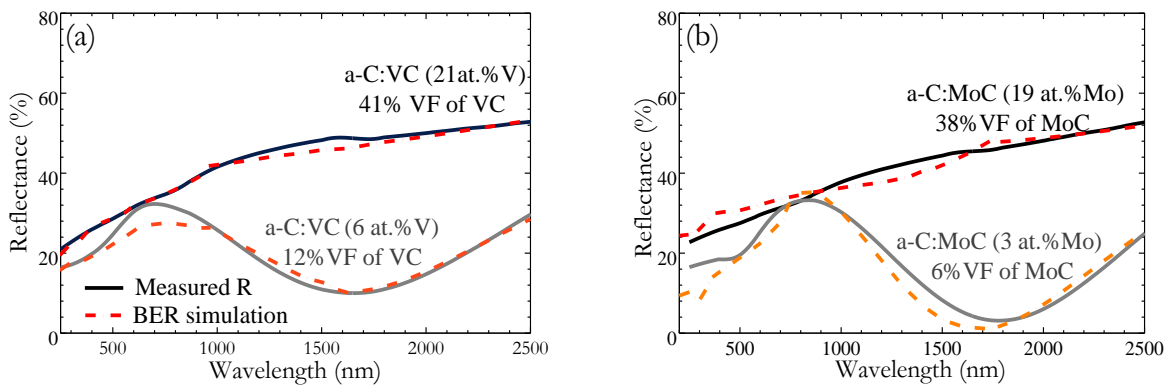 (a)
80
60
40
20
0
Reflectance (%)
a-C:VC (21at.%V)
41% VF of VC
a-C:VC (6 at.%V)
12%VF of VC
Measured R
BER simulation
500 1000 1500 2000 2500
Wavelength (nm)
(b)
80
60
40
20
0
Reflectance (%)
a-C:MoC (19 at.%Mo)
38%VF of MoC
a-C:MoC (3 at.%Mo)
6%VF of MoC
500 1000 1500 2000 2500
Wavelength (nm)